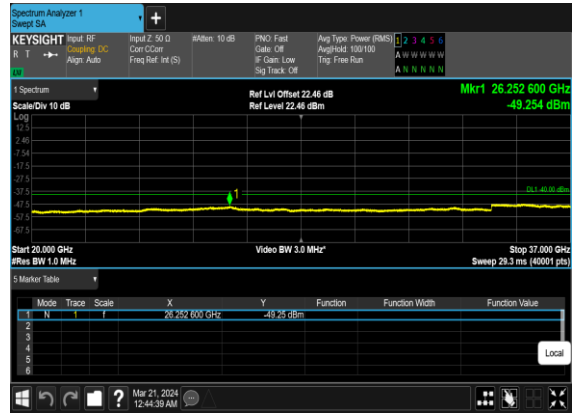 Spectrum Analyzer 1
Swept SA
+
KEYSIGHT Input: RF Input Z: 50 Ω #Atten: 10 dB PNO: Fast Avg Type: Power (RMS) 1 2 3 4 5 6
R T Coupling: DC Corr CCorr Gate: Off Avg|Hold: 100/100 A W W W W W
Align: Auto Freq Ref: Int (S) IF Gain: Low Trig: Free Run
LW Sig Track: Off A N N N N N
1 Spectrum Ref Lvl Offset 22.46 dB Mkr1 26.252 600 GHz
Scale/Div 10 dB Ref Level 22.46 dBm -49.254 dBm
Log
12.5
2.46
-7.54
-17.5
-27.5
-37.5 1 DL1 -40.00 dBm
-47.5
-57.5
-67.5
Start 20.000 GHz Video BW 3.0 MHz* Stop 37.000 GHz
#Res BW 1.0 MHz Sweep 29.3 ms (40001 pts)
5 Marker Table
Mode Trace Scale X Y Function Function Width Function Value
1 N 1 f 26.252 600 GHz -49.25 dBm
2
3
4
5
6
Local
? Mar 21, 2024
12:44:39 AM